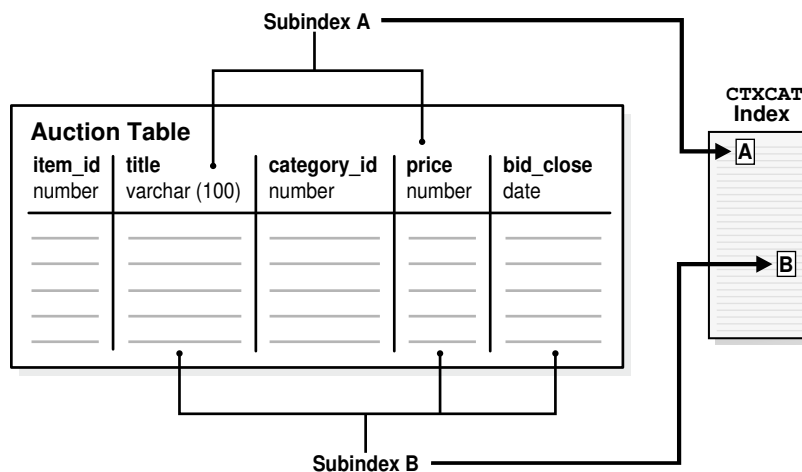 Subindex A
CTXCAT
Index
Auction Table
item_id title category_id price bid_close
number varchar (100) number number date
A
B
Subindex B